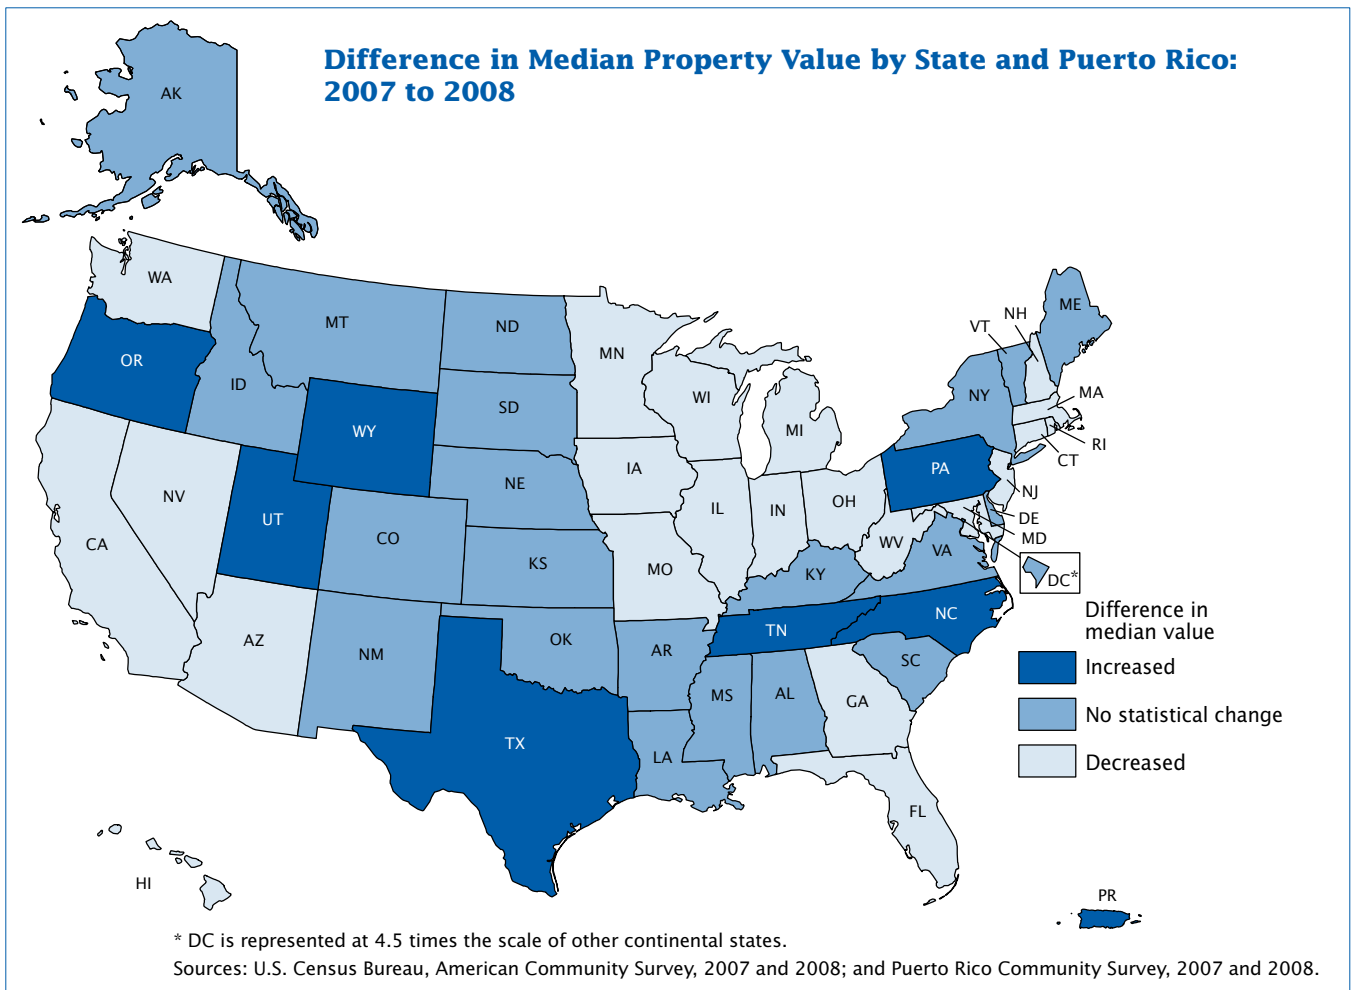 Difference in Median Property Value by State and Puerto Rico:
2007 to 2008
AK
WA
OR
MT
ND
ID
WY
SD
NE
MN
WI
MI
IA
NV
UT
CO
CA
KS
MO
IL
IN
OH
PA
NY
VT
NH
ME
MA
RI
CT
NJ
DE
MD
DC*
WV
VA
KY
AZ
NM
OK
AR
TN
NC
SC
MS
AL
GA
TX
LA
FL
HI
PR
Difference in
median value
Increased
No statistical change
Decreased
* DC is represented at 4.5 times the scale of other continental states.
Sources: U.S. Census Bureau, American Community Survey, 2007 and 2008; and Puerto Rico Community Survey, 2007 and 2008.